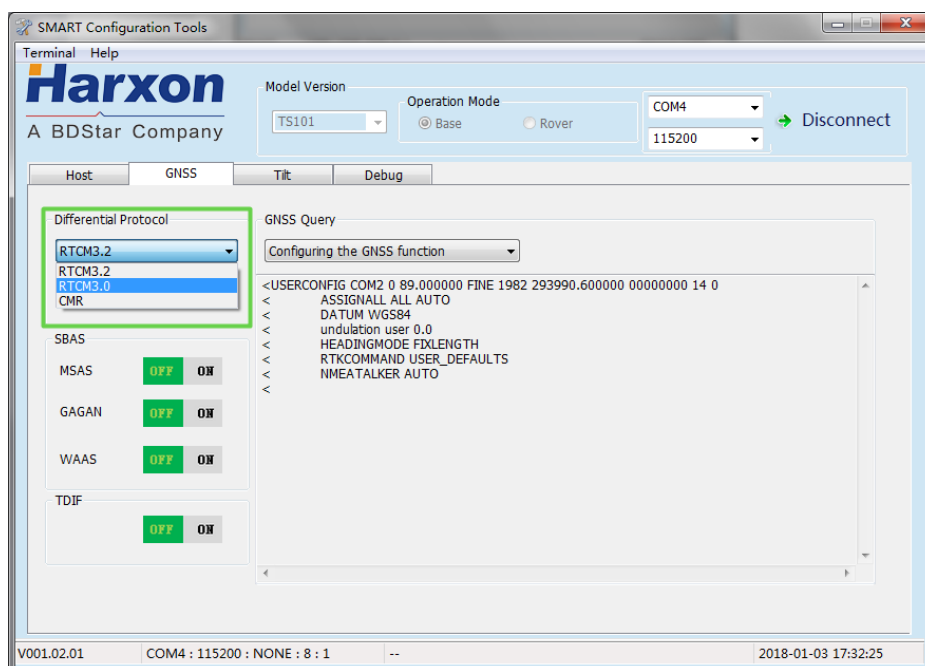 SMART Configuration Tools
Terminal Help
Harxon
A BDStar Company
Model Version
TS101
Operation Mode
Base
Rover
COM4
115200
Disconnect
Host
GNSS
Tilt
Debug
Differential Protocol
RTCM3.2
RTCM3.2
RTCM3.0
CMR
SBAS
MSAS OFF ON
GAGAN OFF ON
WAAS OFF ON
TDIF
OFF ON
GNSS Query
Configuring the GNSS function
<USERCONFIG COM2 0 89.000000 FINE 1982 293990.600000 00000000 14 0
< ASSIGNALL ALL AUTO
< DATUM WGS84
< undulation user 0.0
< HEADINGMODE FIXLENGTH
< RTKCOMMAND USER_DEFAULTS
< NMEATALKER AUTO
<
V001.02.01
COM4 : 115200 : NONE : 8 : 1
--
2018-01-03 17:32:25